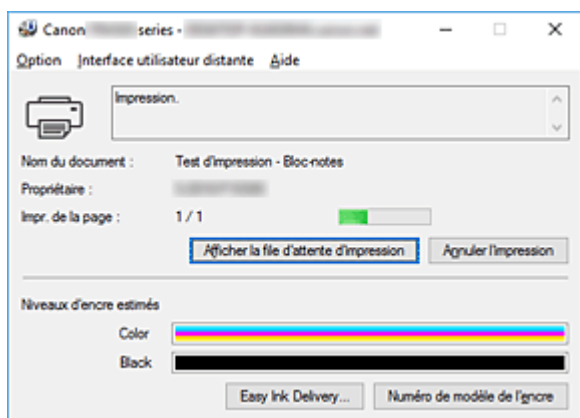 Canon series -
Option Interface utilisateur distante Aide
Impression.
Nom du document : Test d'impression - Bloc-notes
Propriétaire :
Impr. de la page : 1 / 1
Afficher la file d'attente d'impression Annuler l'impression
Niveaux d'encre estimés
Color
Black
Easy Ink Delivery... Numéro de modèle de l'encre